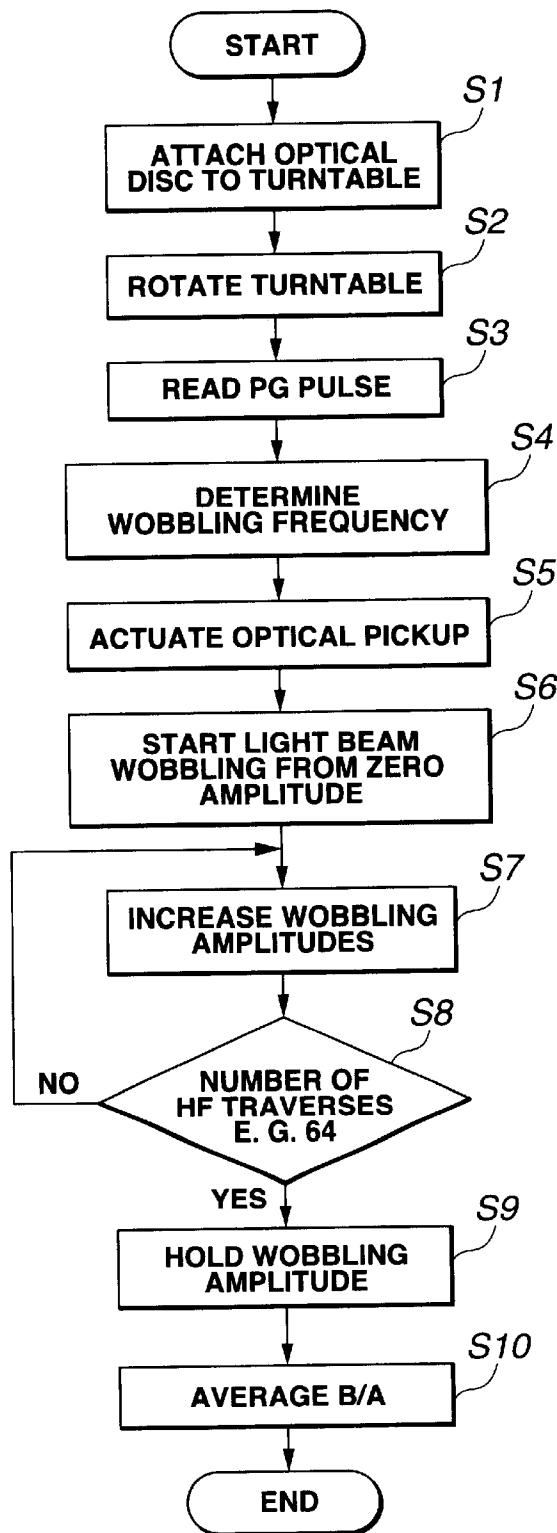 START
S1
ATTACH OPTICAL
DISC TO TURNTABLE
S2
ROTATE TURNTABLE
S3
READ PG PULSE
S4
DETERMINE
WOBBLING FREQUENCY
S5
ACTUATE OPTICAL PICKUP
S6
START LIGHT BEAM
WOBBLING FROM ZERO
AMPLITUDE
S7
INCREASE WOBBLING
AMPLITUDES
S8
NO
NUMBER OF
HF TRAVERSES
E. G. 64
YES
S9
HOLD WOBBLING
AMPLITUDE
S10
AVERAGE B/A
END